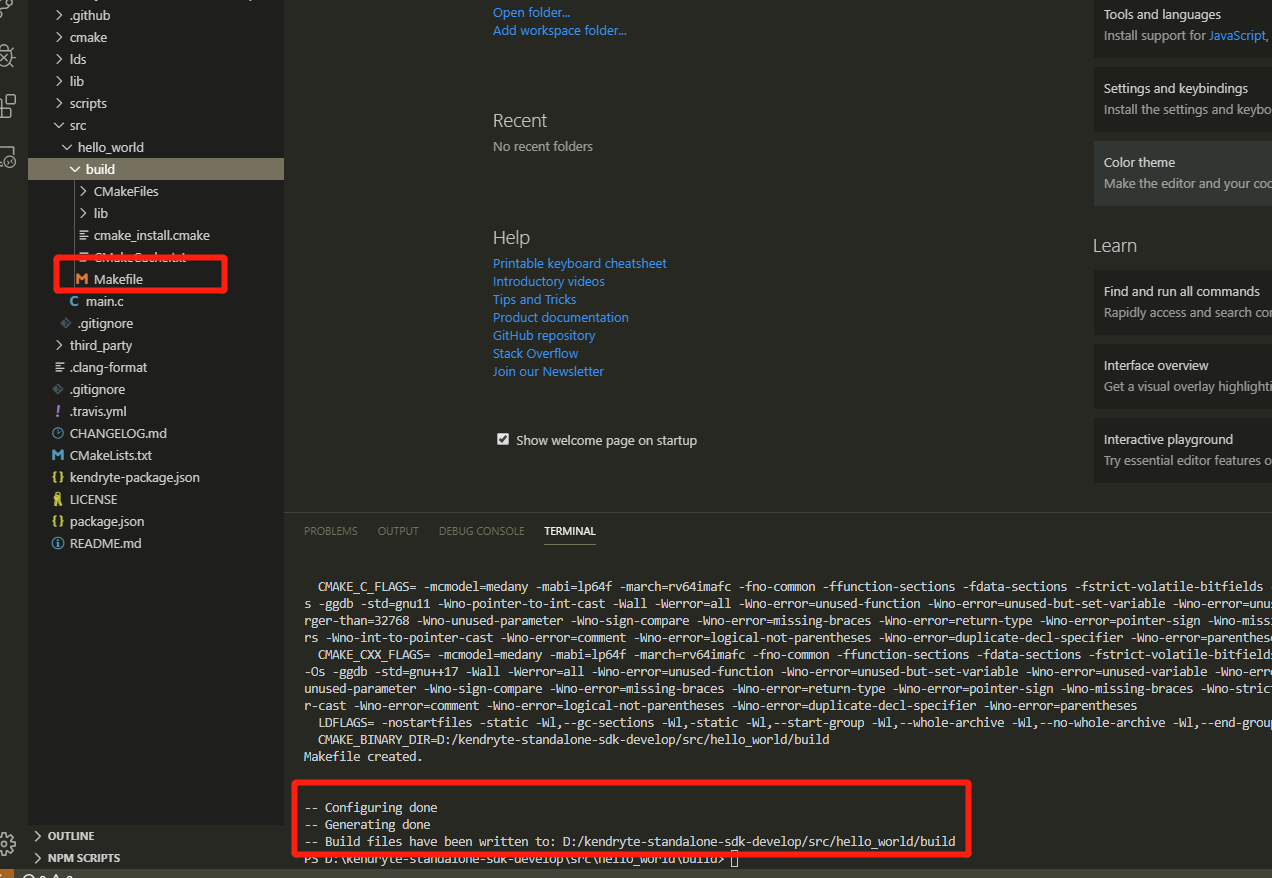 .github
cmake
lds
lib
scripts
src
hello_world
build
CMakeFiles
lib
cmake_install.cmake
CMakeCache.txt
Makefile
main.c
.gitignore
third_party
.clang-format
.gitignore
.travis.yml
CHANGELOG.md
CMakeLists.txt
kendryte-package.json
LICENSE
package.json
README.md
OUTLINE
NPM SCRIPTS
Open folder...
Add workspace folder...
Recent
No recent folders
Help
Printable keyboard cheatsheet
Introductory videos
Tips and Tricks
Product documentation
GitHub repository
Stack Overflow
Join our Newsletter
Show welcome page on startup
Tools and languages
Install support for JavaScript,
Settings and keybindings
Install the settings and keybo
Color theme
Make the editor and your coc
Learn
Find and run all commands
Rapidly access and search cor
Interface overview
Get a visual overlay highlighti
Interactive playground
Try essential editor features o
PROBLEMS OUTPUT DEBUG CONSOLE TERMINAL
CMAKE_C_FLAGS= -mcmodel=medany -mabi=lp64f -march=rv64imafc -fno-common -ffunction-sections -fdata-sections -fstrict-volatile-bitfields
s -ggdb -std=gnu11 -Wno-pointer-to-int-cast -Wall -Werror=all -Wno-error=unused-function -Wno-error=unused-but-set-variable -Wno-error=unu
rger-than=32768 -Wno-unused-parameter -Wno-sign-compare -Wno-error=missing-braces -Wno-error=return-type -Wno-error=pointer-sign -Wno-miss
rs -Wno-int-to-pointer-cast -Wno-error=comment -Wno-error=logical-not-parentheses -Wno-error=duplicate-decl-specifier -Wno-error=parenthese
CMAKE_CXX_FLAGS= -mcmodel=medany -mabi=lp64f -march=rv64imafc -fno-common -ffunction-sections -fdata-sections -fstrict-volatile-bitfield
-Os -ggdb -std=gnu++17 -Wall -Werror=all -Wno-error=unused-function -Wno-error=unused-but-set-variable -Wno-error=unused-variable -Wno-err
unused-parameter -Wno-sign-compare -Wno-error=missing-braces -Wno-error=return-type -Wno-error=pointer-sign -Wno-missing-braces -Wno-strict
r-cast -Wno-error=comment -Wno-error=logical-not-parentheses -Wno-error=duplicate-decl-specifier -Wno-error=parentheses
LDFLAGS= -nostartfiles -static -Wl,--gc-sections -Wl,-static -Wl,--start-group -Wl,--whole-archive -Wl,--no-whole-archive -Wl,--end-group
CMAKE_BINARY_DIR=D:/kendryte-standalone-sdk-develop/src/hello_world/build
Makefile created.
-- Configuring done
-- Generating done
-- Build files have been written to: D:/kendryte-standalone-sdk-develop/src/hello_world/build
PS D:\kendryte-standalone-sdk-develop\src\hello_world\build>